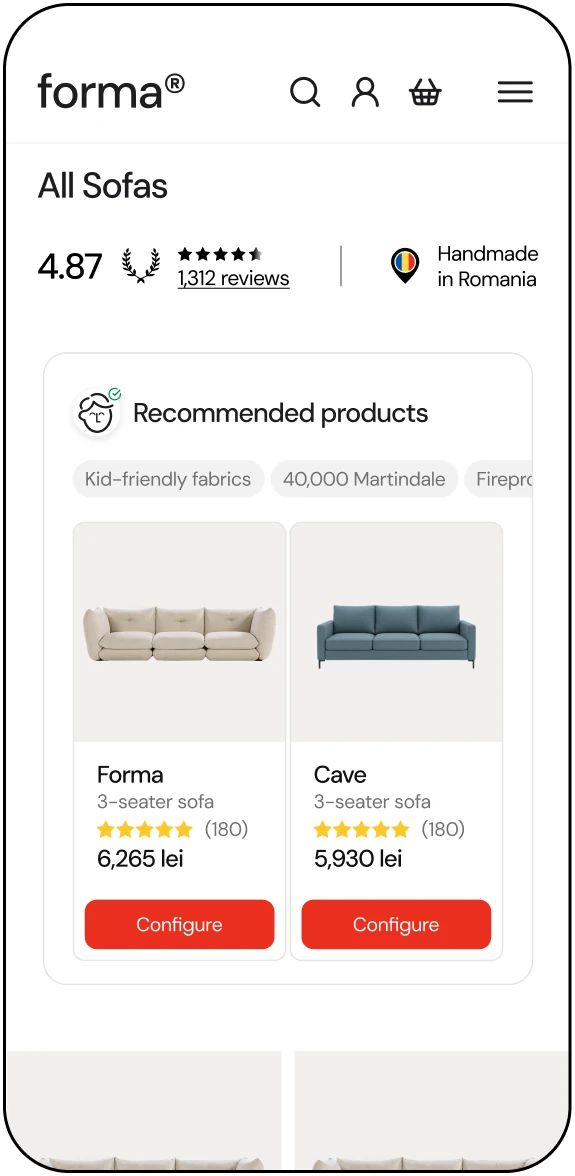 forma®
All Sofas
4.87
1,312 reviews
Handmade
in Romania
Recommended products
Kid-friendly fabrics
40,000 Martindale
Firepro
Forma
3-seater sofa
(180)
6,265 lei
Configure
Cave
3-seater sofa
(180)
5,930 lei
Configure